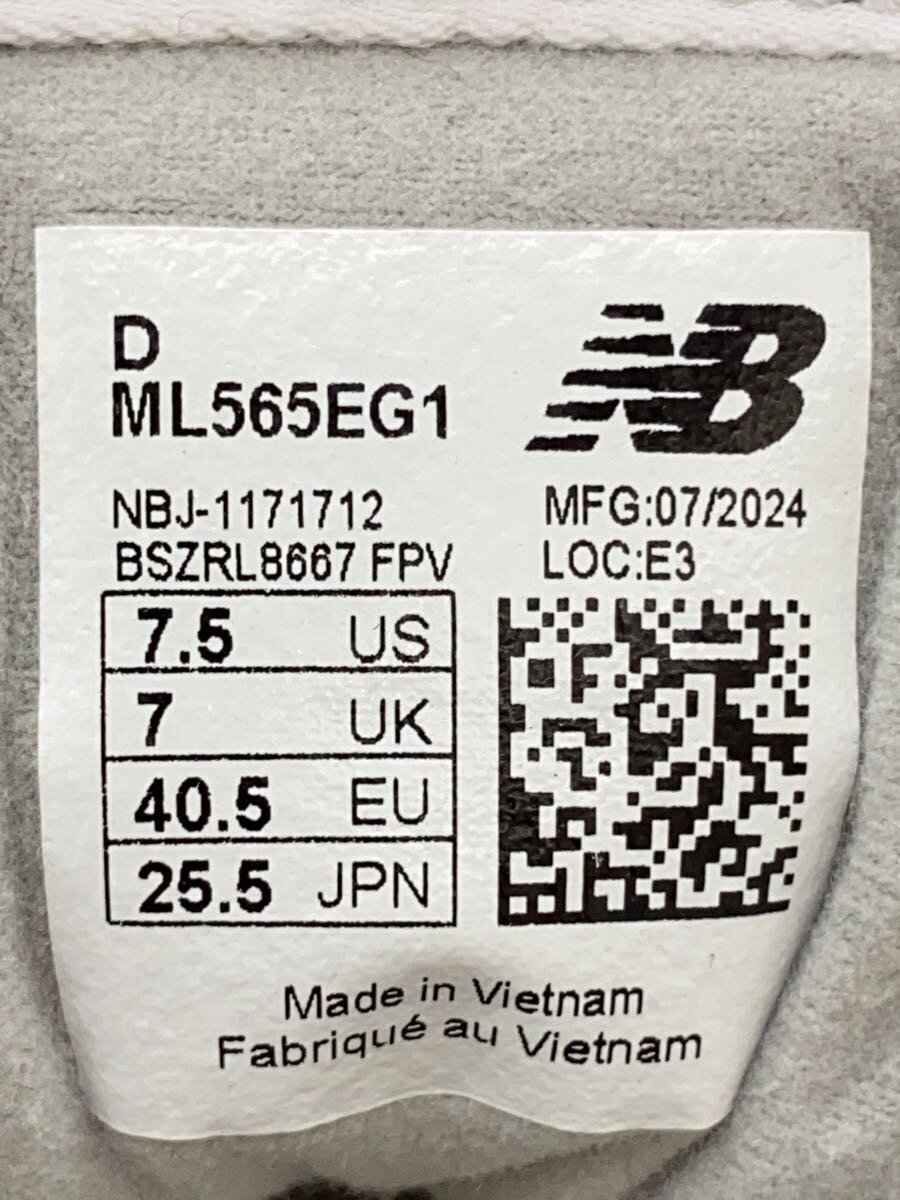 D
ML565EG1
NB
NBJ-1171712
MFG:07/2024
BSZRL8667 FPV
LOC:E3
7.5 US
7 UK
40.5 EU
25.5 JPN
Made in Vietnam
Fabriqué au Vietnam